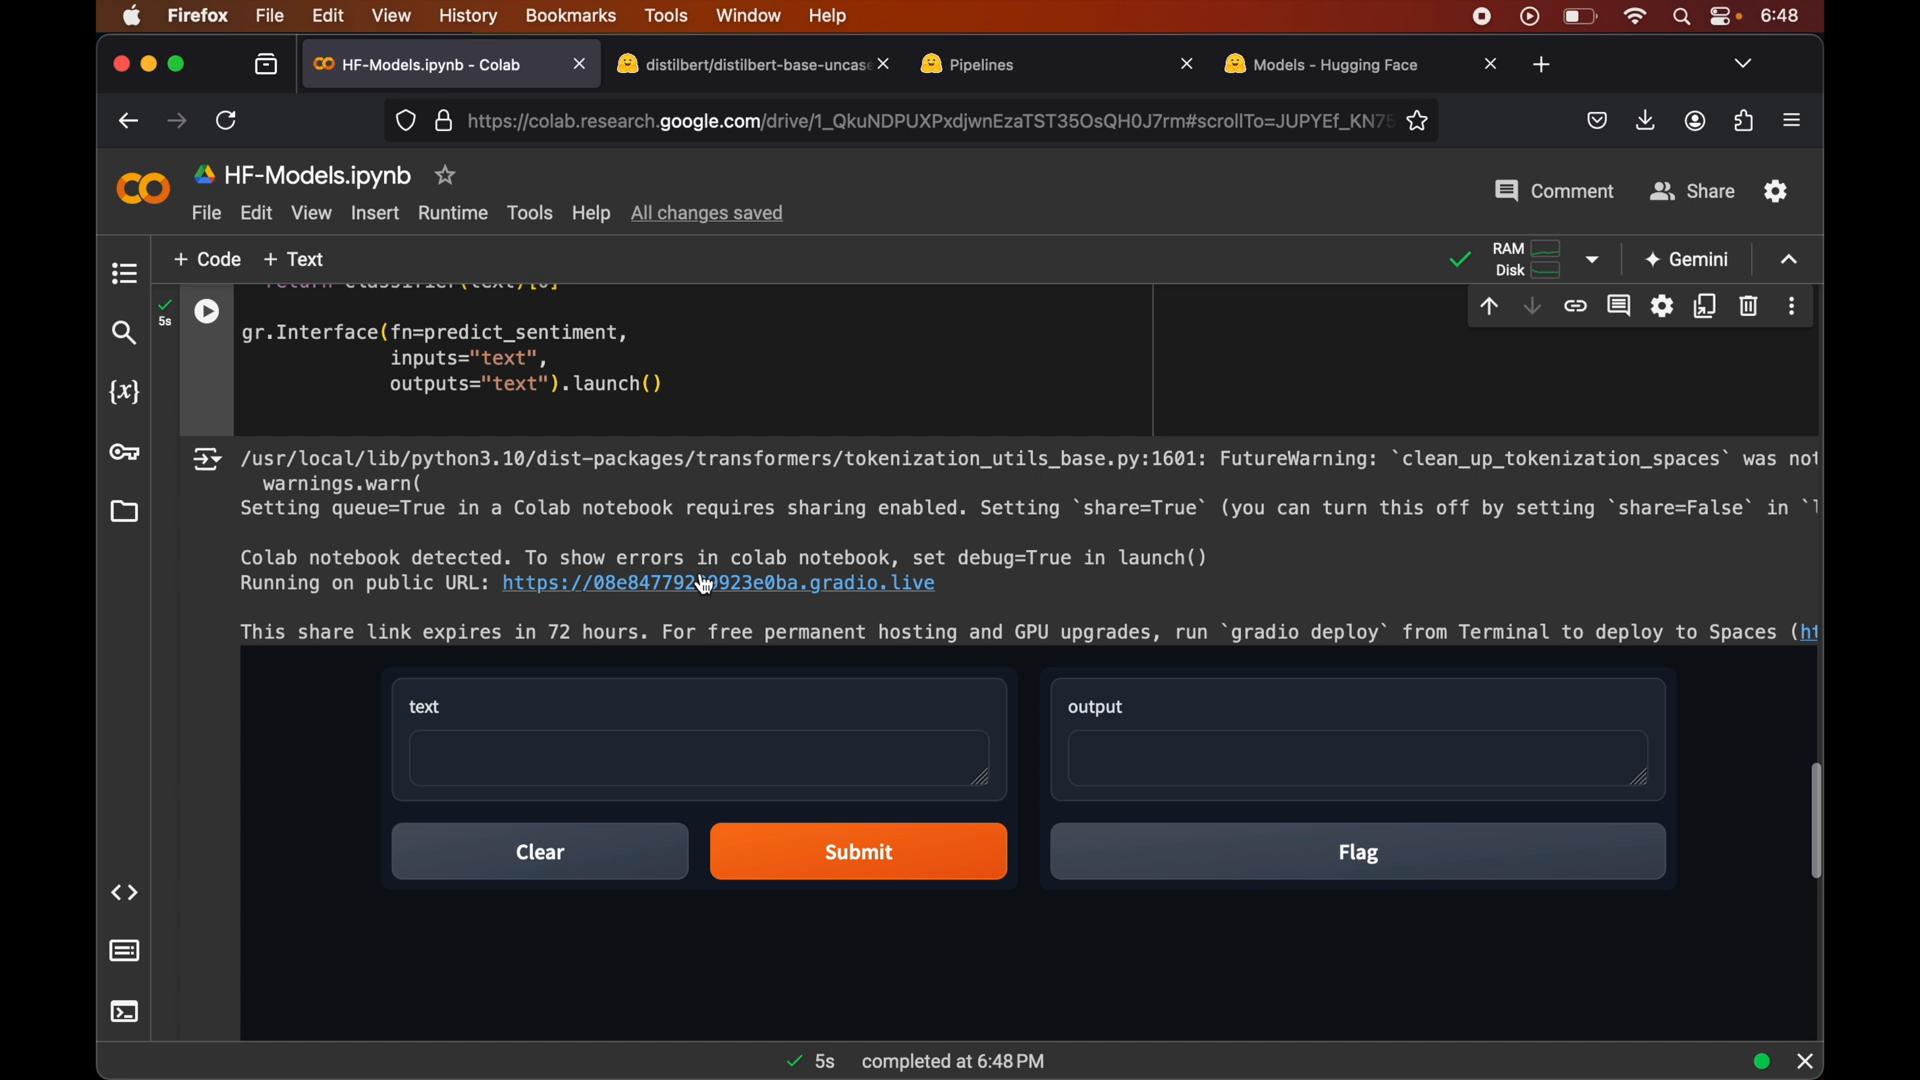 Firefox File Edit View History Bookmarks Tools Window Help 6:48
HF-Models.ipynb - Colab distilbert/distilbert-base-uncase Pipelines Models - Hugging Face
https://colab.research.google.com/drive/1_QkuNDPUXPxdjwnEzaTST35OsQH0J7rm#scrollTo=JUPYEf_KN75
HF-Models.ipynb
Comment Share
File Edit View Insert Runtime Tools Help All changes saved
+ Code + Text
RAM
Disk
Gemini
return classifier(text)[0]
5s
gr.Interface(fn=predict_sentiment,
inputs="text",
outputs="text").launch()
/usr/local/lib/python3.10/dist-packages/transformers/tokenization_utils_base.py:1601: FutureWarning: `clean_up_tokenization_spaces` was not
warnings.warn(
Setting queue=True in a Colab notebook requires sharing enabled. Setting `share=True` (you can turn this off by setting `share=False` in `l
Colab notebook detected. To show errors in colab notebook, set debug=True in launch()
Running on public URL:
This share link expires in 72 hours. For free permanent hosting and GPU upgrades, run `gradio deploy` from Terminal to deploy to Spaces (ht
text output
Clear Submit Flag
5s completed at 6:48 PM